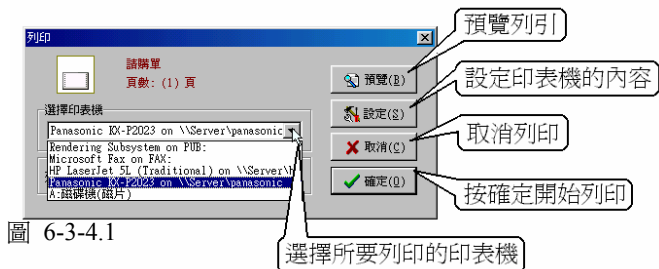 預覽列引
列印
請購單
頁數: (1) 頁
預覽(R)
設定印表機的內容
選擇印表機
設定(S)
Panasonic KX-P2023 on \\Server\panasonic
取消列印
Rendering Subsystem on PUB:
取消(C)
Microsoft Fax on FAX:
HP LaserJet 5L (Traditional) on \\Server\h
Panasonic KX-P2023 on \\Server\panasonic
A:磁碟機(磁片)
確定(O)
按確定開始列印
圖 6-3-4.1
選擇所要列印的印表機